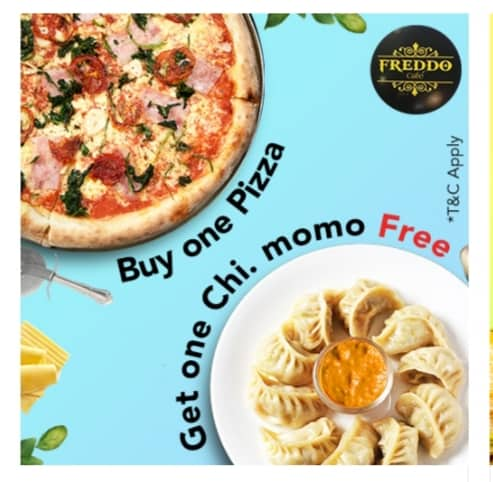 FREDDO
Café
Buy one Pizza
Get one Chi. momo Free
*T&C Apply